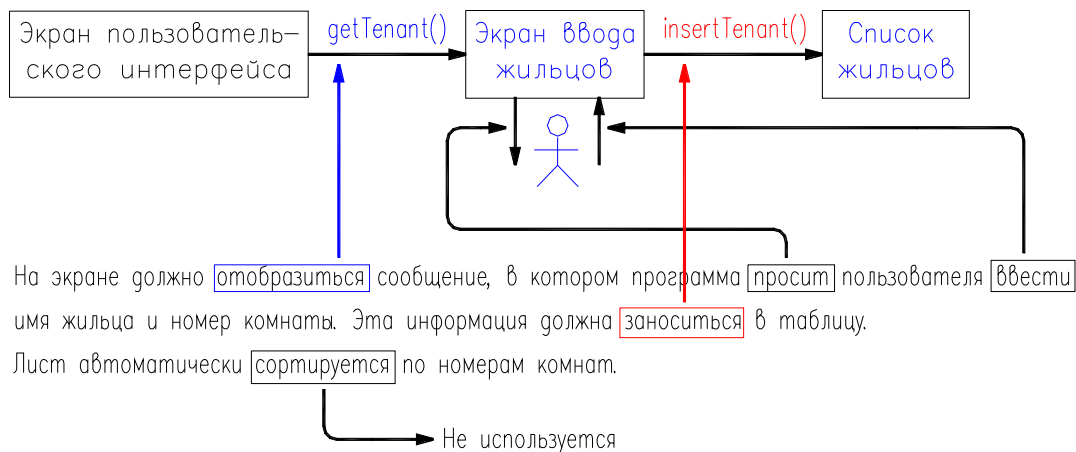 Экран пользователь-
ского интерфейса
getTenant()
Экран ввода
жильцов
insertTenant()
Список
жильцов
На экране должно отобразиться сообщение, в котором программа просит пользователя ввести
имя жильца и номер комнаты. Эта информация должна заноситься в таблицу.
Лист автоматически сортируется по номерам комнат.
Не используется